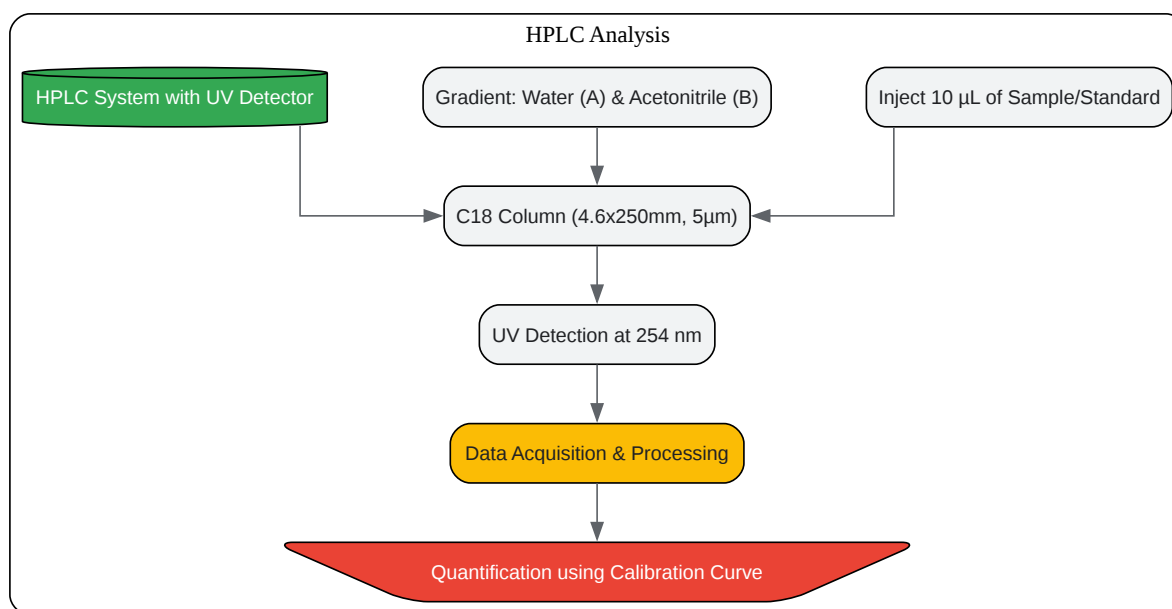 HPLC Analysis
HPLC System with UV Detector
Gradient: Water (A) & Acetonitrile (B)
Inject 10 µL of Sample/Standard
C18 Column (4.6x250mm, 5µm)
UV Detection at 254 nm
Data Acquisition & Processing
Quantification using Calibration Curve